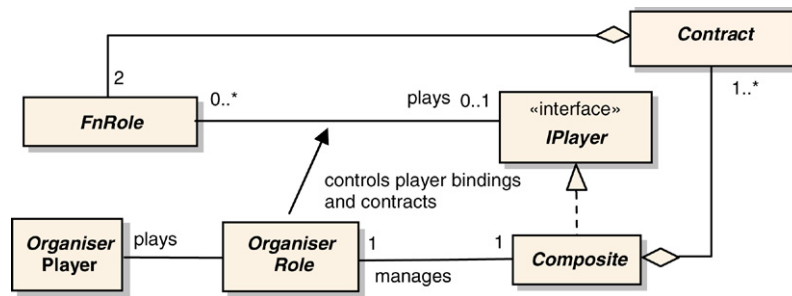 Contract
2
1..*
0..*
plays
0..1
«interface»
IPlayer
FnRole
controls player bindings
and contracts
Organiser
Player
plays
Organiser
Role
1
manages
1
Composite